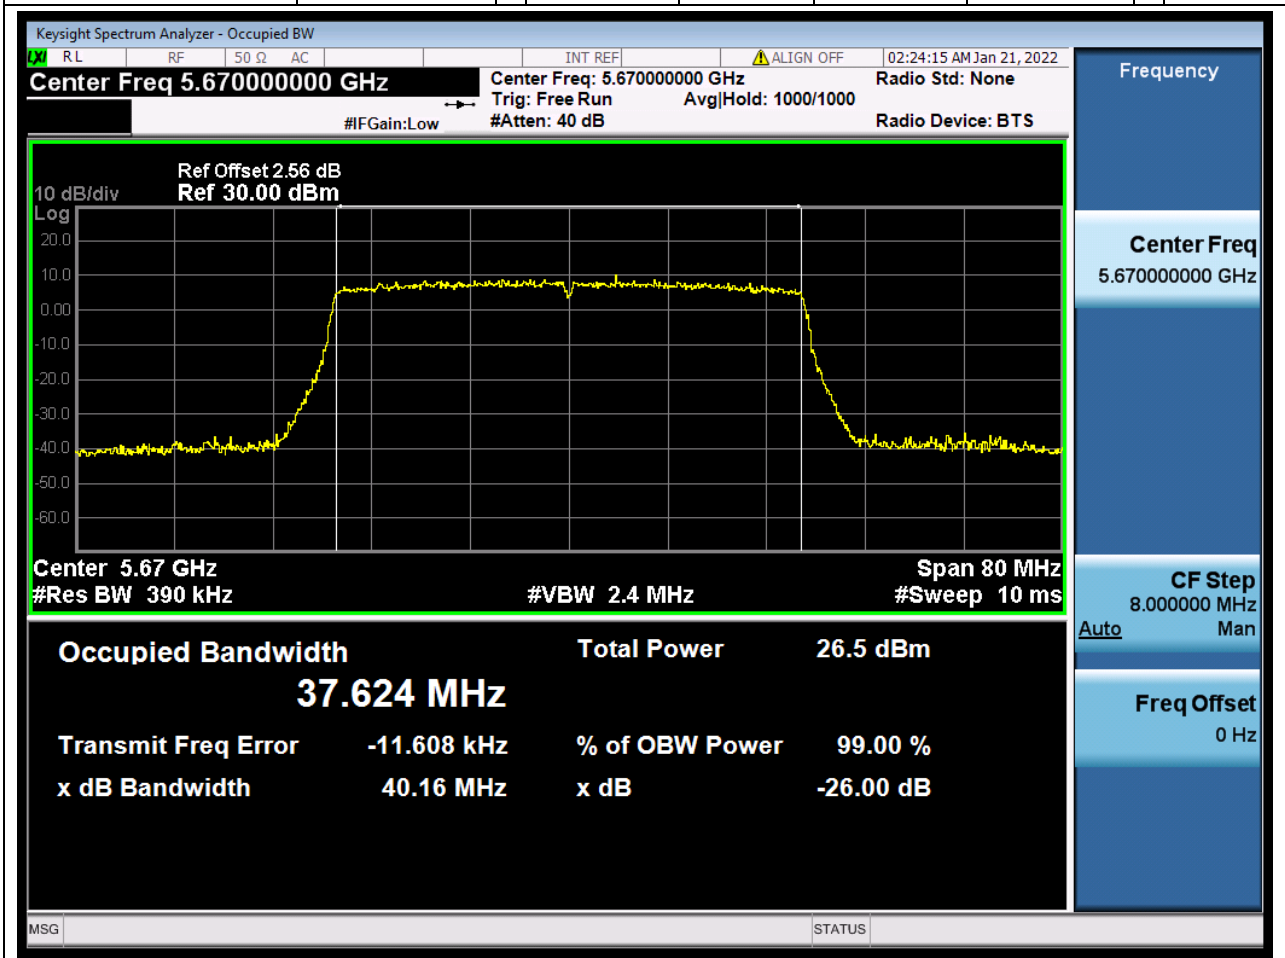 Keysight Spectrum Analyzer - Occupied BW
LXI RL RF 50 Ω AC INT REF ALIGN OFF 02:24:15 AM Jan 21, 2022
Center Freq 5.670000000 GHz
Center Freq: 5.670000000 GHz
Radio Std: None
Trig: Free Run Avg|Hold: 1000/1000
#IFGain:Low #Atten: 40 dB
Radio Device: BTS
Ref Offset 2.56 dB
10 dB/div Ref 30.00 dBm
Log
20.0
10.0
0.00
-10.0
-20.0
-30.0
-40.0
-50.0
-60.0
Center 5.67 GHz Span 80 MHz
#Res BW 390 kHz #VBW 2.4 MHz #Sweep 10 ms
Occupied Bandwidth Total Power 26.5 dBm
37.624 MHz
Transmit Freq Error -11.608 kHz % of OBW Power 99.00 %
x dB Bandwidth 40.16 MHz x dB -26.00 dB
MSG STATUS
Frequency
Center Freq
5.670000000 GHz
CF Step
8.000000 MHz
Auto Man
Freq Offset
0 Hz